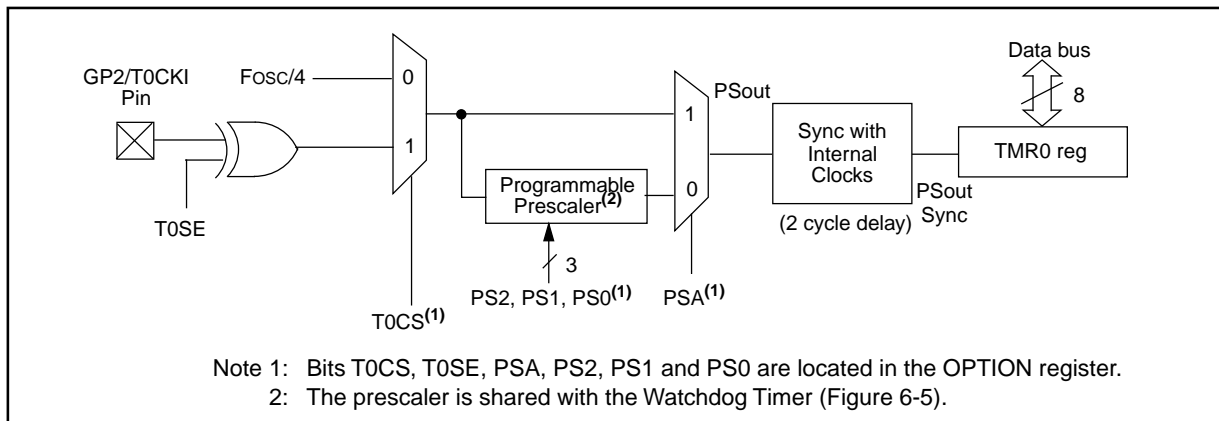 Data bus
GP2/T0CKI
Pin
FOSC/4
0
1
T0SE
T0CS(1)
Programmable
Prescaler(2)
3
PS2, PS1, PS0(1)
1
0
PSA(1)
PSout
Sync with
Internal
Clocks
(2 cycle delay)
PSout
Sync
8
TMR0 reg
Note 1: Bits T0CS, T0SE, PSA, PS2, PS1 and PS0 are located in the OPTION register.
2: The prescaler is shared with the Watchdog Timer (Figure 6-5).